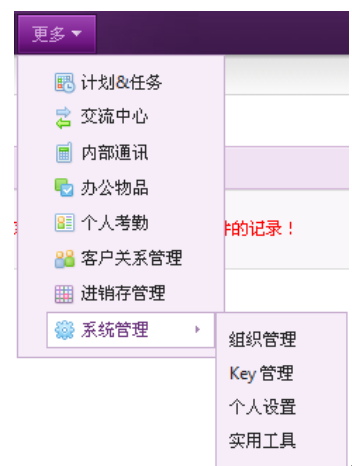 更多
计划&任务
交流中心
内部通讯
办公物品
个人考勤
件的记录！
客户关系管理
进销存管理
系统管理
组织管理
Key 管理
个人设置
实用工具